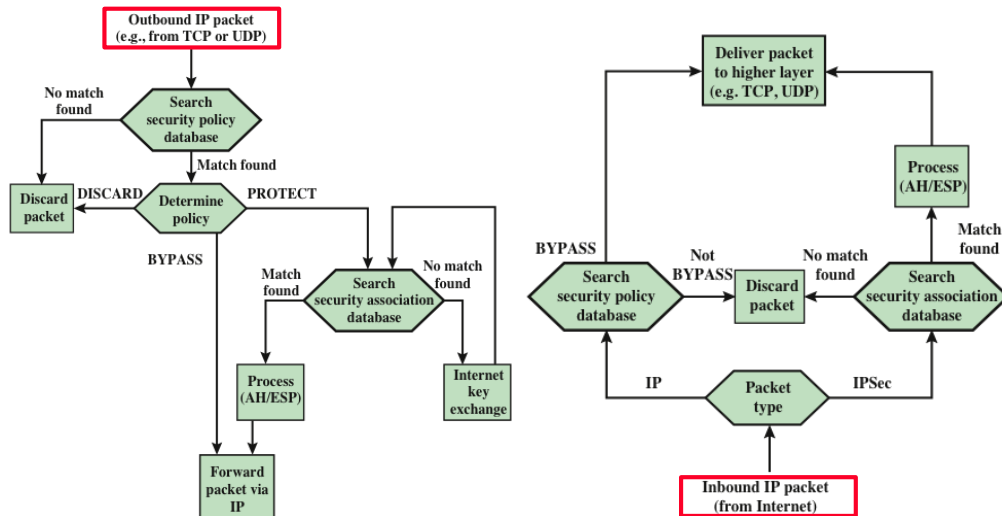 Outbound IP packet
(e.g., from TCP or UDP)
No match
found
Search
security policy
database
Match found
Discard
packet
DISCARD
Determine
policy
PROTECT
BYPASS
Match
found
Search
security association
database
No match
found
Process
(AH/ESP)
Internet
key
exchange
Forward
packet via
IP
Deliver packet
to higher layer
(e.g. TCP, UDP)
Process
(AH/ESP)
BYPASS
Not
BYPASS
No match
found
Match
found
Search
security policy
database
Discard
packet
Search
security association
database
IP
Packet
type
IPSec
Inbound IP packet
(from Internet)